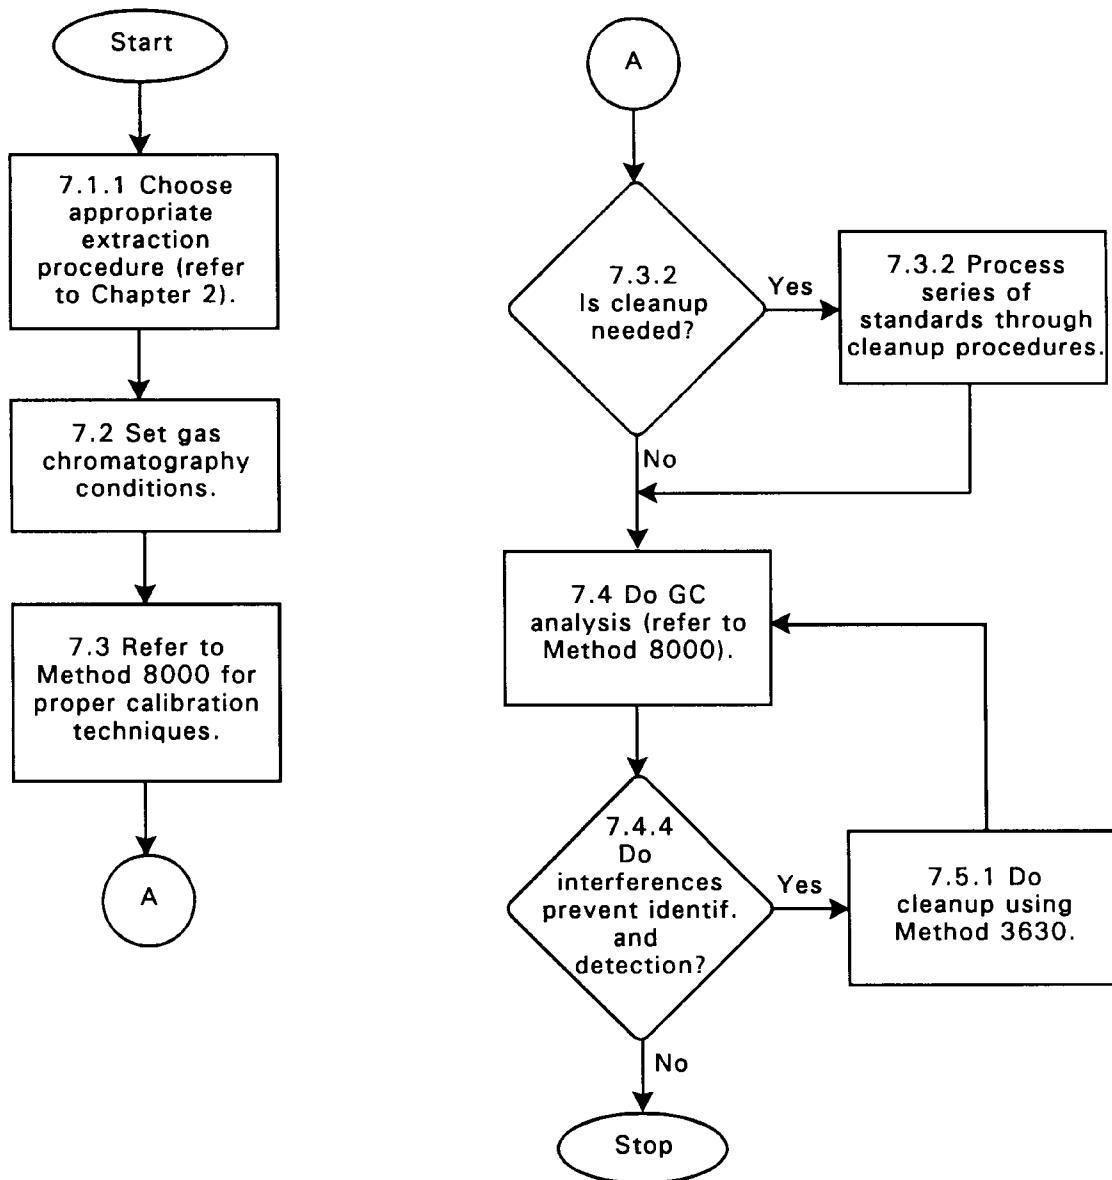 Start
7.1.1 Choose
appropriate
extraction
procedure (refer
to Chapter 2).
7.2 Set gas
chromatography
conditions.
7.3 Refer to
Method 8000 for
proper calibration
techniques.
A
A
7.3.2
Is cleanup
needed?
Yes
7.3.2 Process
series of
standards through
cleanup procedures.
No
7.4 Do GC
analysis (refer to
Method 8000).
7.4.4
Do
interferences
prevent identif.
and
detection?
Yes
7.5.1 Do
cleanup using
Method 3630.
No
Stop